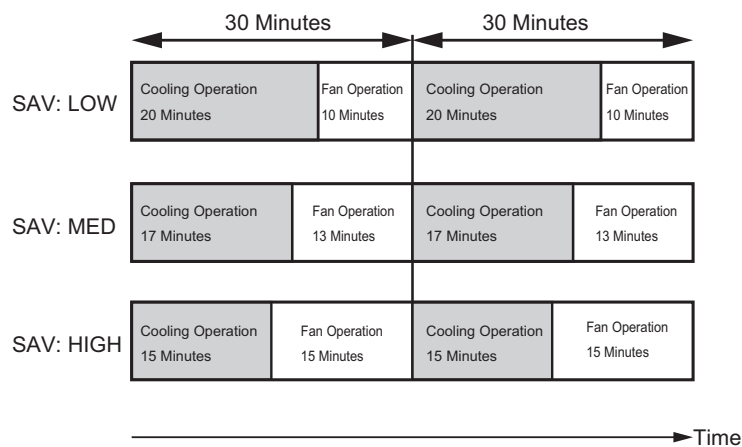 30 Minutes
30 Minutes
SAV: LOW
Cooling Operation
20 Minutes
Fan Operation
10 Minutes
Cooling Operation
20 Minutes
Fan Operation
10 Minutes
SAV: MED
Cooling Operation
17 Minutes
Fan Operation
13 Minutes
Cooling Operation
17 Minutes
Fan Operation
13 Minutes
SAV: HIGH
Cooling Operation
15 Minutes
Fan Operation
15 Minutes
Cooling Operation
15 Minutes
Fan Operation
15 Minutes
Time